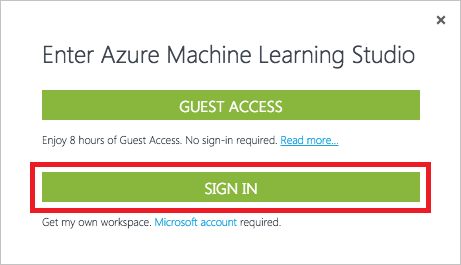 Enter Azure Machine Learning Studio
GUEST ACCESS
Enjoy 8 hours of Guest Access. No sign-in required. Read more...
SIGN IN
Get my own workspace. Microsoft account required.